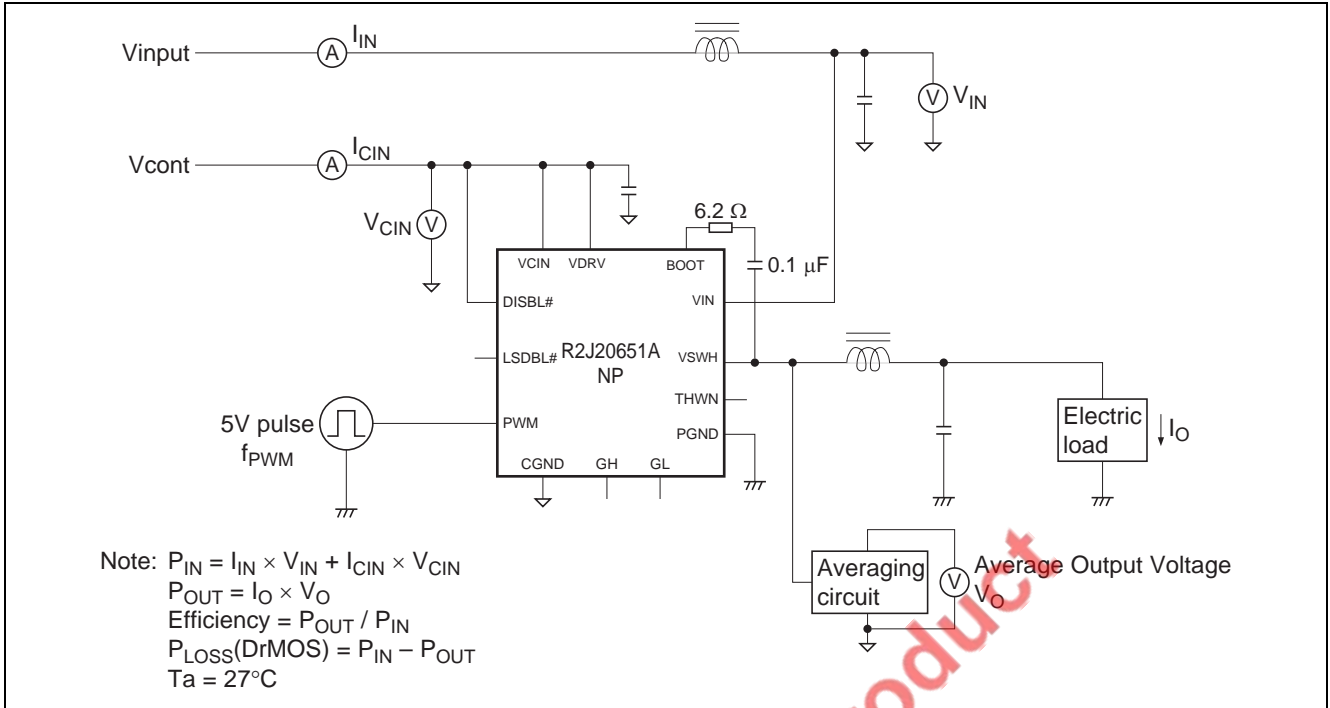 Vinput
A
I_IN
V
V_IN
Vcont
A
I_CIN
V_CIN
V
6.2 Ω
0.1 μF
VCIN
VDRV
BOOT
DISBL#
VIN
LSDBL#
R2J20651A
NP
VSWH
THWN
PWM
PGND
CGND
GH
GL
5V pulse
f_PWM
Electric
load
I_O
Averaging
circuit
V
Average Output Voltage
V_O
Note: P_IN = I_IN × V_IN + I_CIN × V_CIN
P_OUT = I_O × V_O
Efficiency = P_OUT / P_IN
P_LOSS(DrMOS) = P_IN – P_OUT
Ta = 27°C
oduct